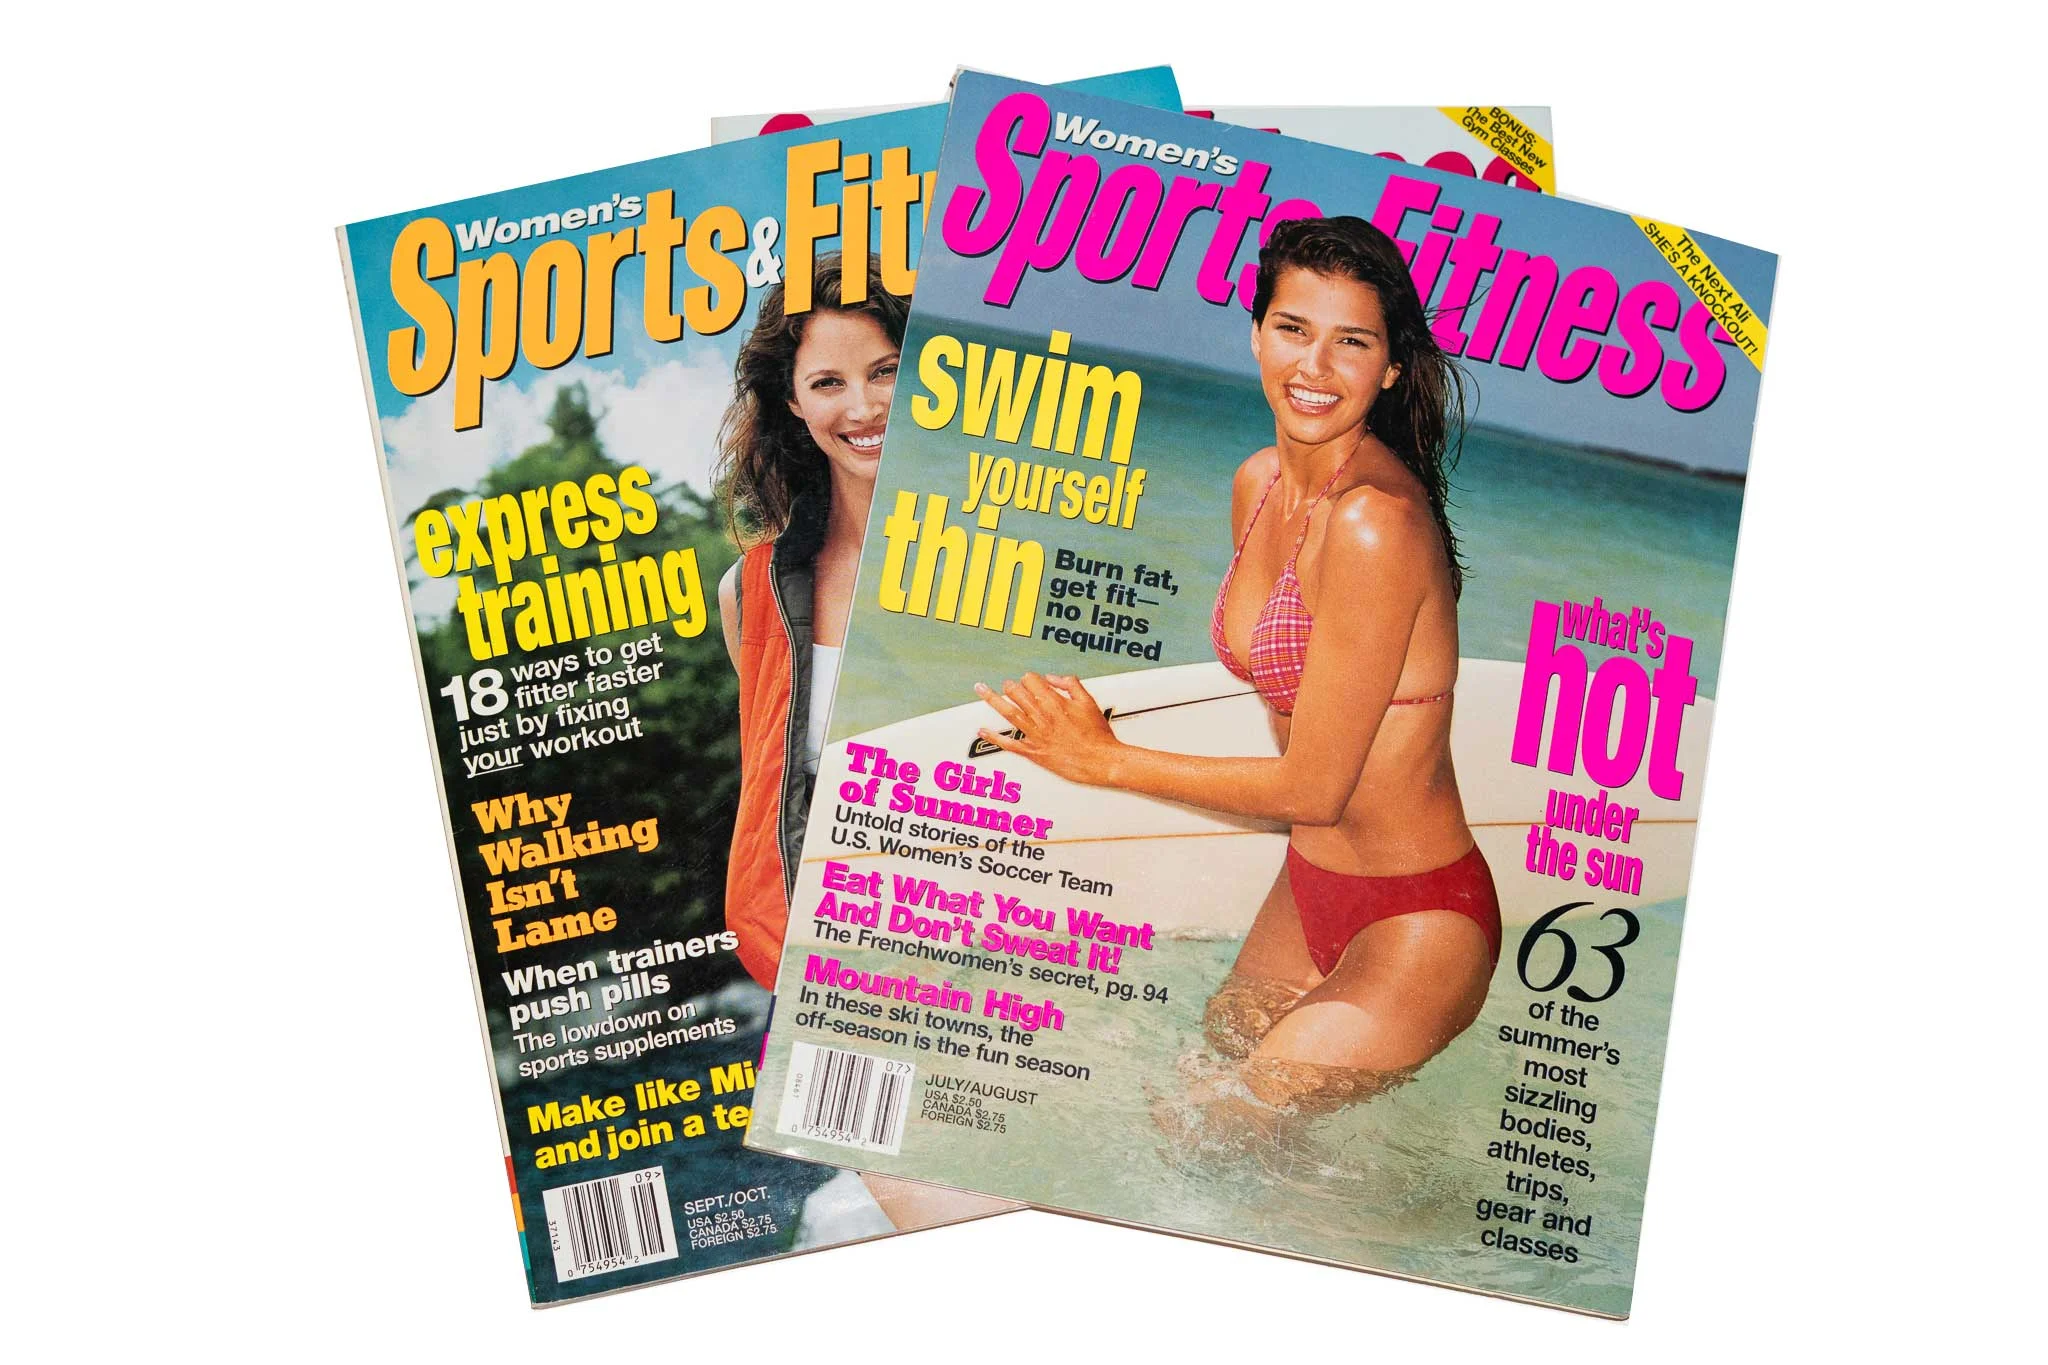 Women's
Sports & Fit
express
training
18 ways to get
fitter faster
just by fixing
your workout
Why
Walking
Isn't
Lame
When trainers
push pills
The lowdown on
sports supplements
Make like Mi
and join a te
09>
37143
0 754954 2
SEPT./OCT.
USA $2.50
CANADA $2.75
FOREIGN $2.75
BONUS:
The Best New
Gym Classes
Women's
Sports Fitness
The Next Ali
SHE'S A KNOCKOUT!
swim
yourself
thin
Burn fat,
get fit—
no laps
required
The Girls
of Summer
Untold stories of the
U.S. Women's Soccer Team
Eat What You Want
And Don't Sweat It!
The Frenchwomen's secret, pg. 94
Mountain High
In these ski towns, the
off-season is the fun season
07>
08461
0 754954 2
JULY/AUGUST
USA $2.50
CANADA $2.75
FOREIGN $2.75
what's
hot
under
the sun
63
of the
summer's
most
sizzling
bodies,
athletes,
trips,
gear and
classes